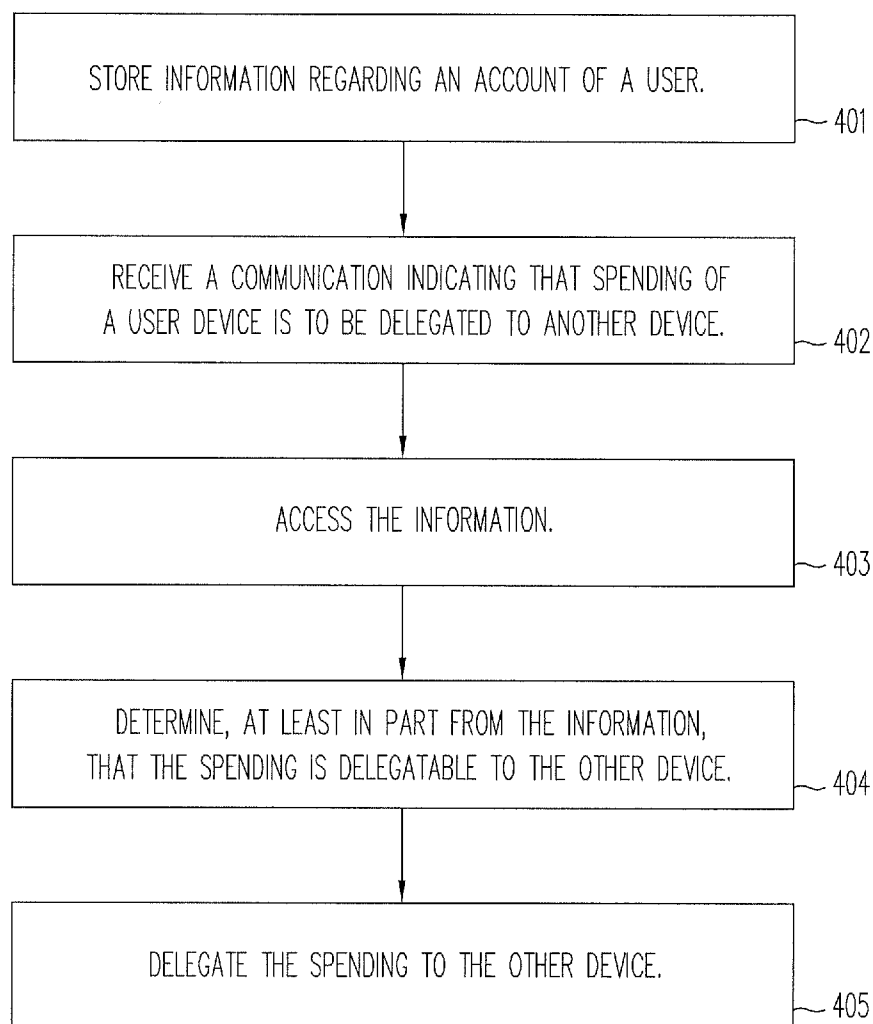 STORE INFORMATION REGARDING AN ACCOUNT OF A USER.
401
RECEIVE A COMMUNICATION INDICATING THAT SPENDING OF
A USER DEVICE IS TO BE DELEGATED TO ANOTHER DEVICE.
402
ACCESS THE INFORMATION.
403
DETERMINE, AT LEAST IN PART FROM THE INFORMATION,
THAT THE SPENDING IS DELEGATABLE TO THE OTHER DEVICE.
404
DELEGATE THE SPENDING TO THE OTHER DEVICE.
405